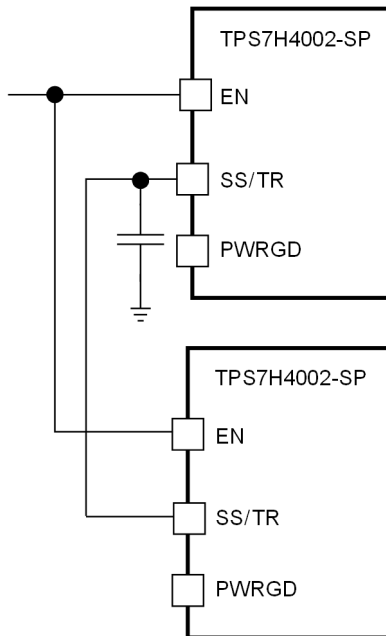 TPS7H4002-SP
EN
SS/TR
PWRGD
TPS7H4002-SP
EN
SS/TR
PWRGD